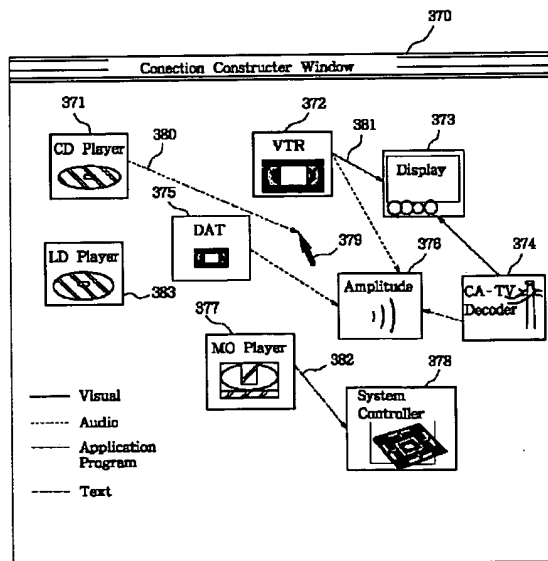 370
Conection Constructer Window
371
372
373
380
381
CD Player
VTR
Display
375
DAT
379
376
374
LD Player
383
Amplitude
CA-TV
Decoder
377
MO Player
382
378
System
Controller
Visual
Audio
Application
Program
Text